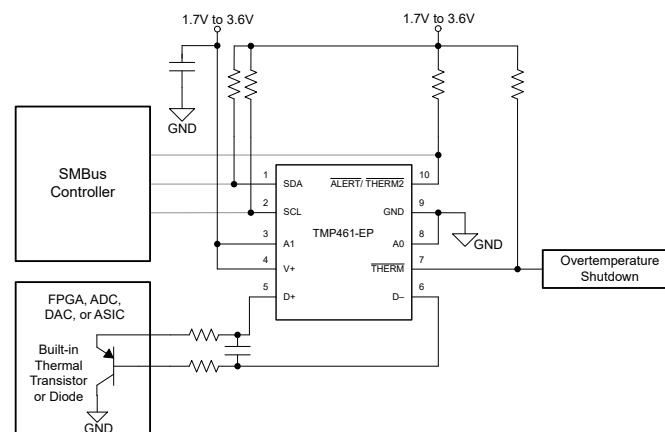 1.7V to 3.6V
1.7V to 3.6V
GND
SMBus
Controller
1
SDA
ALERT/ THERM2
10
2
SCL
GND
9
TMP461-EP
3
A1
A0
8
GND
4
V+
THERM
7
Overtemperature
Shutdown
5
D+
D–
6
FPGA, ADC,
DAC, or ASIC
Built-in
Thermal
Transistor
or Diode
GND